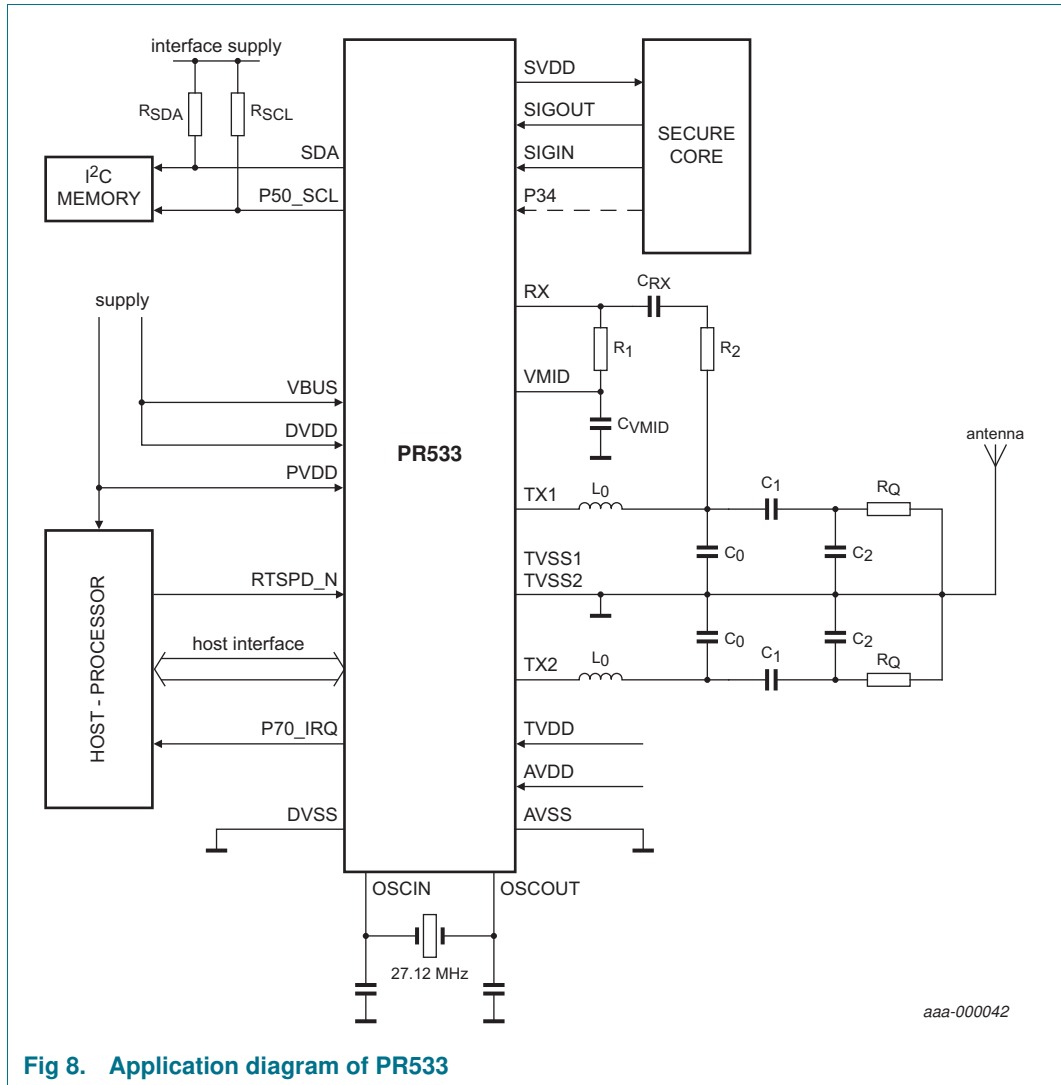 interface supply
RSDA
RSCL
SDA
I2C
MEMORY
P50_SCL
SVDD
SIGOUT
SIGIN
P34
SECURE
CORE
supply
VBUS
DVDD
PVDD
PR533
RX
CRX
R1
R2
VMID
CVMID
antenna
TX1
L0
C1
RQ
C0
C2
TVSS1
TVSS2
C0
C2
TX2
L0
C1
RQ
HOST - PROCESSOR
RTSPD_N
host interface
P70_IRQ
TVDD
AVDD
DVSS
AVSS
OSCIN
OSCOUT
27.12 MHz
aaa-000042
Fig 8. Application diagram of PR533